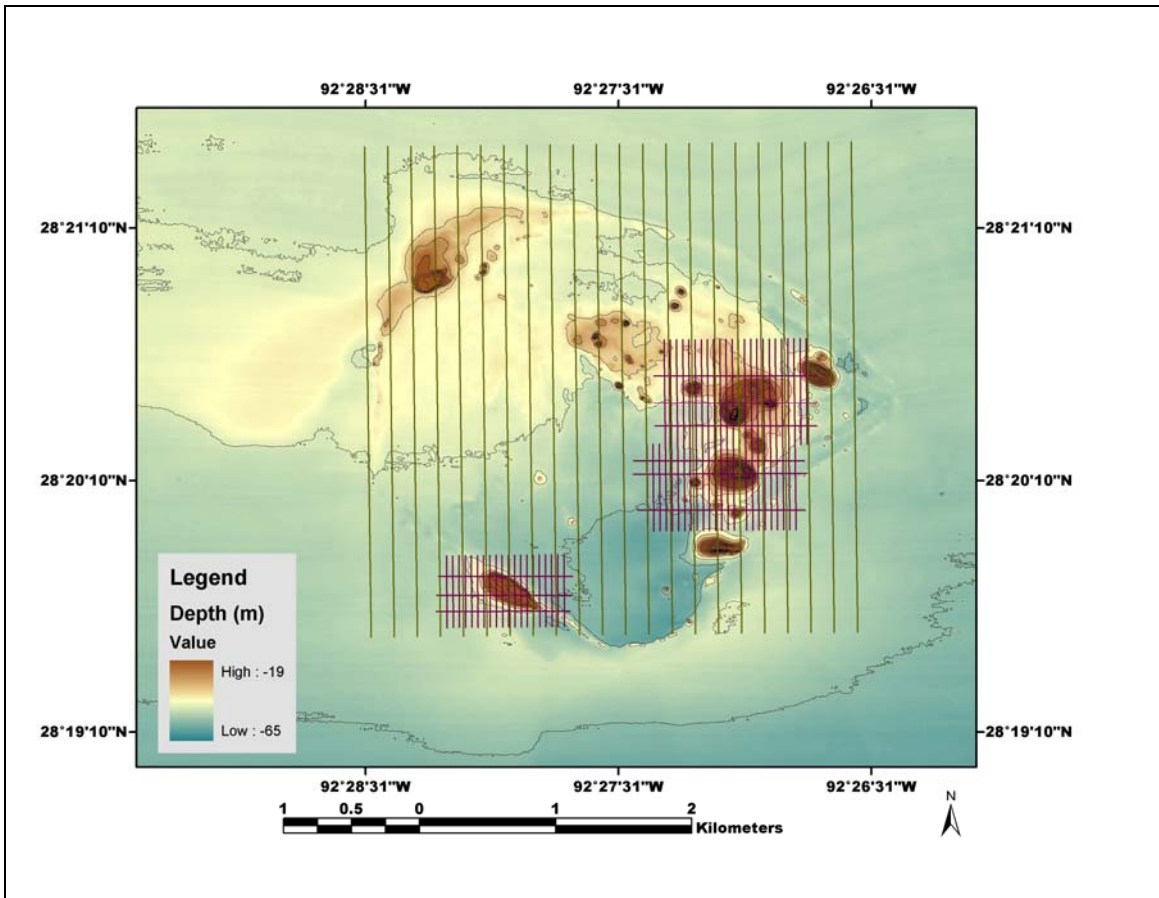 92°28'31"W 92°27'31"W 92°26'31"W
28°21'10"N 28°21'10"N
28°20'10"N 28°20'10"N
28°19'10"N 28°19'10"N
Legend
Depth (m)
Value
High : -19
Low : -65
92°28'31"W 92°27'31"W 92°26'31"W
1 0.5 0 1 2
Kilometers
N